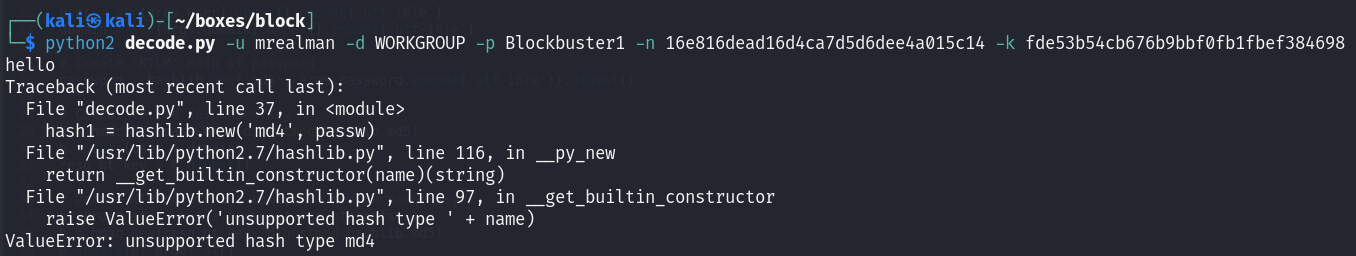 ┌──(kali㉿kali)-[~/boxes/block]
└─$ python2 decode.py -u mrealman -d WORKGROUP -p Blockbuster1 -n 16e816dead16d4ca7d5d6dee4a015c14 -k fde53b54cb676b9bbf0fb1fbef384698
hello
Traceback (most recent call last):
  File "decode.py", line 37, in <module>
    hash1 = hashlib.new('md4', passw)
  File "/usr/lib/python2.7/hashlib.py", line 116, in __py_new
    return __get_builtin_constructor(name)(string)
  File "/usr/lib/python2.7/hashlib.py", line 97, in __get_builtin_constructor
    raise ValueError('unsupported hash type ' + name)
ValueError: unsupported hash type md4